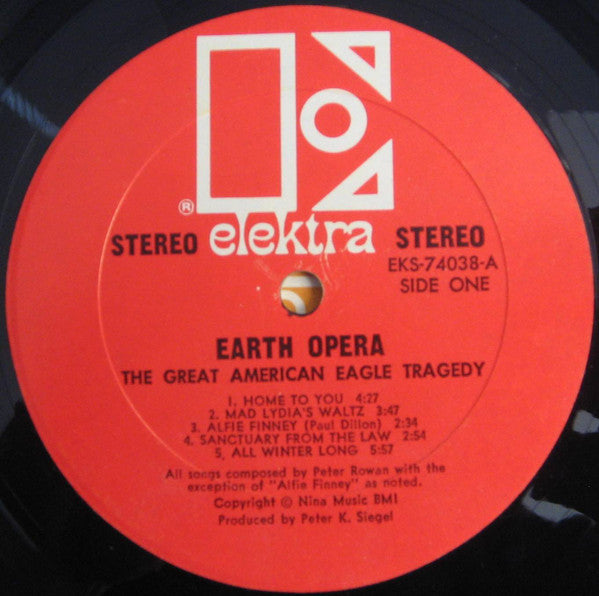 ®
STEREO elektra STEREO
EKS-74038-A
SIDE ONE
EARTH OPERA
THE GREAT AMERICAN EAGLE TRAGEDY
1. HOME TO YOU 4:27
2. MAD LYDIA'S WALTZ 3:47
3. ALFIE FINNEY (Paul Dillon) 2:34
4. SANCTUARY FROM THE LAW 2:54
5. ALL WINTER LONG 5:57
All songs composed by Peter Rowan with the
exception of "Alfie Finney" as noted.
Copyright © Nina Music BMI
Produced by Peter K. Siegel